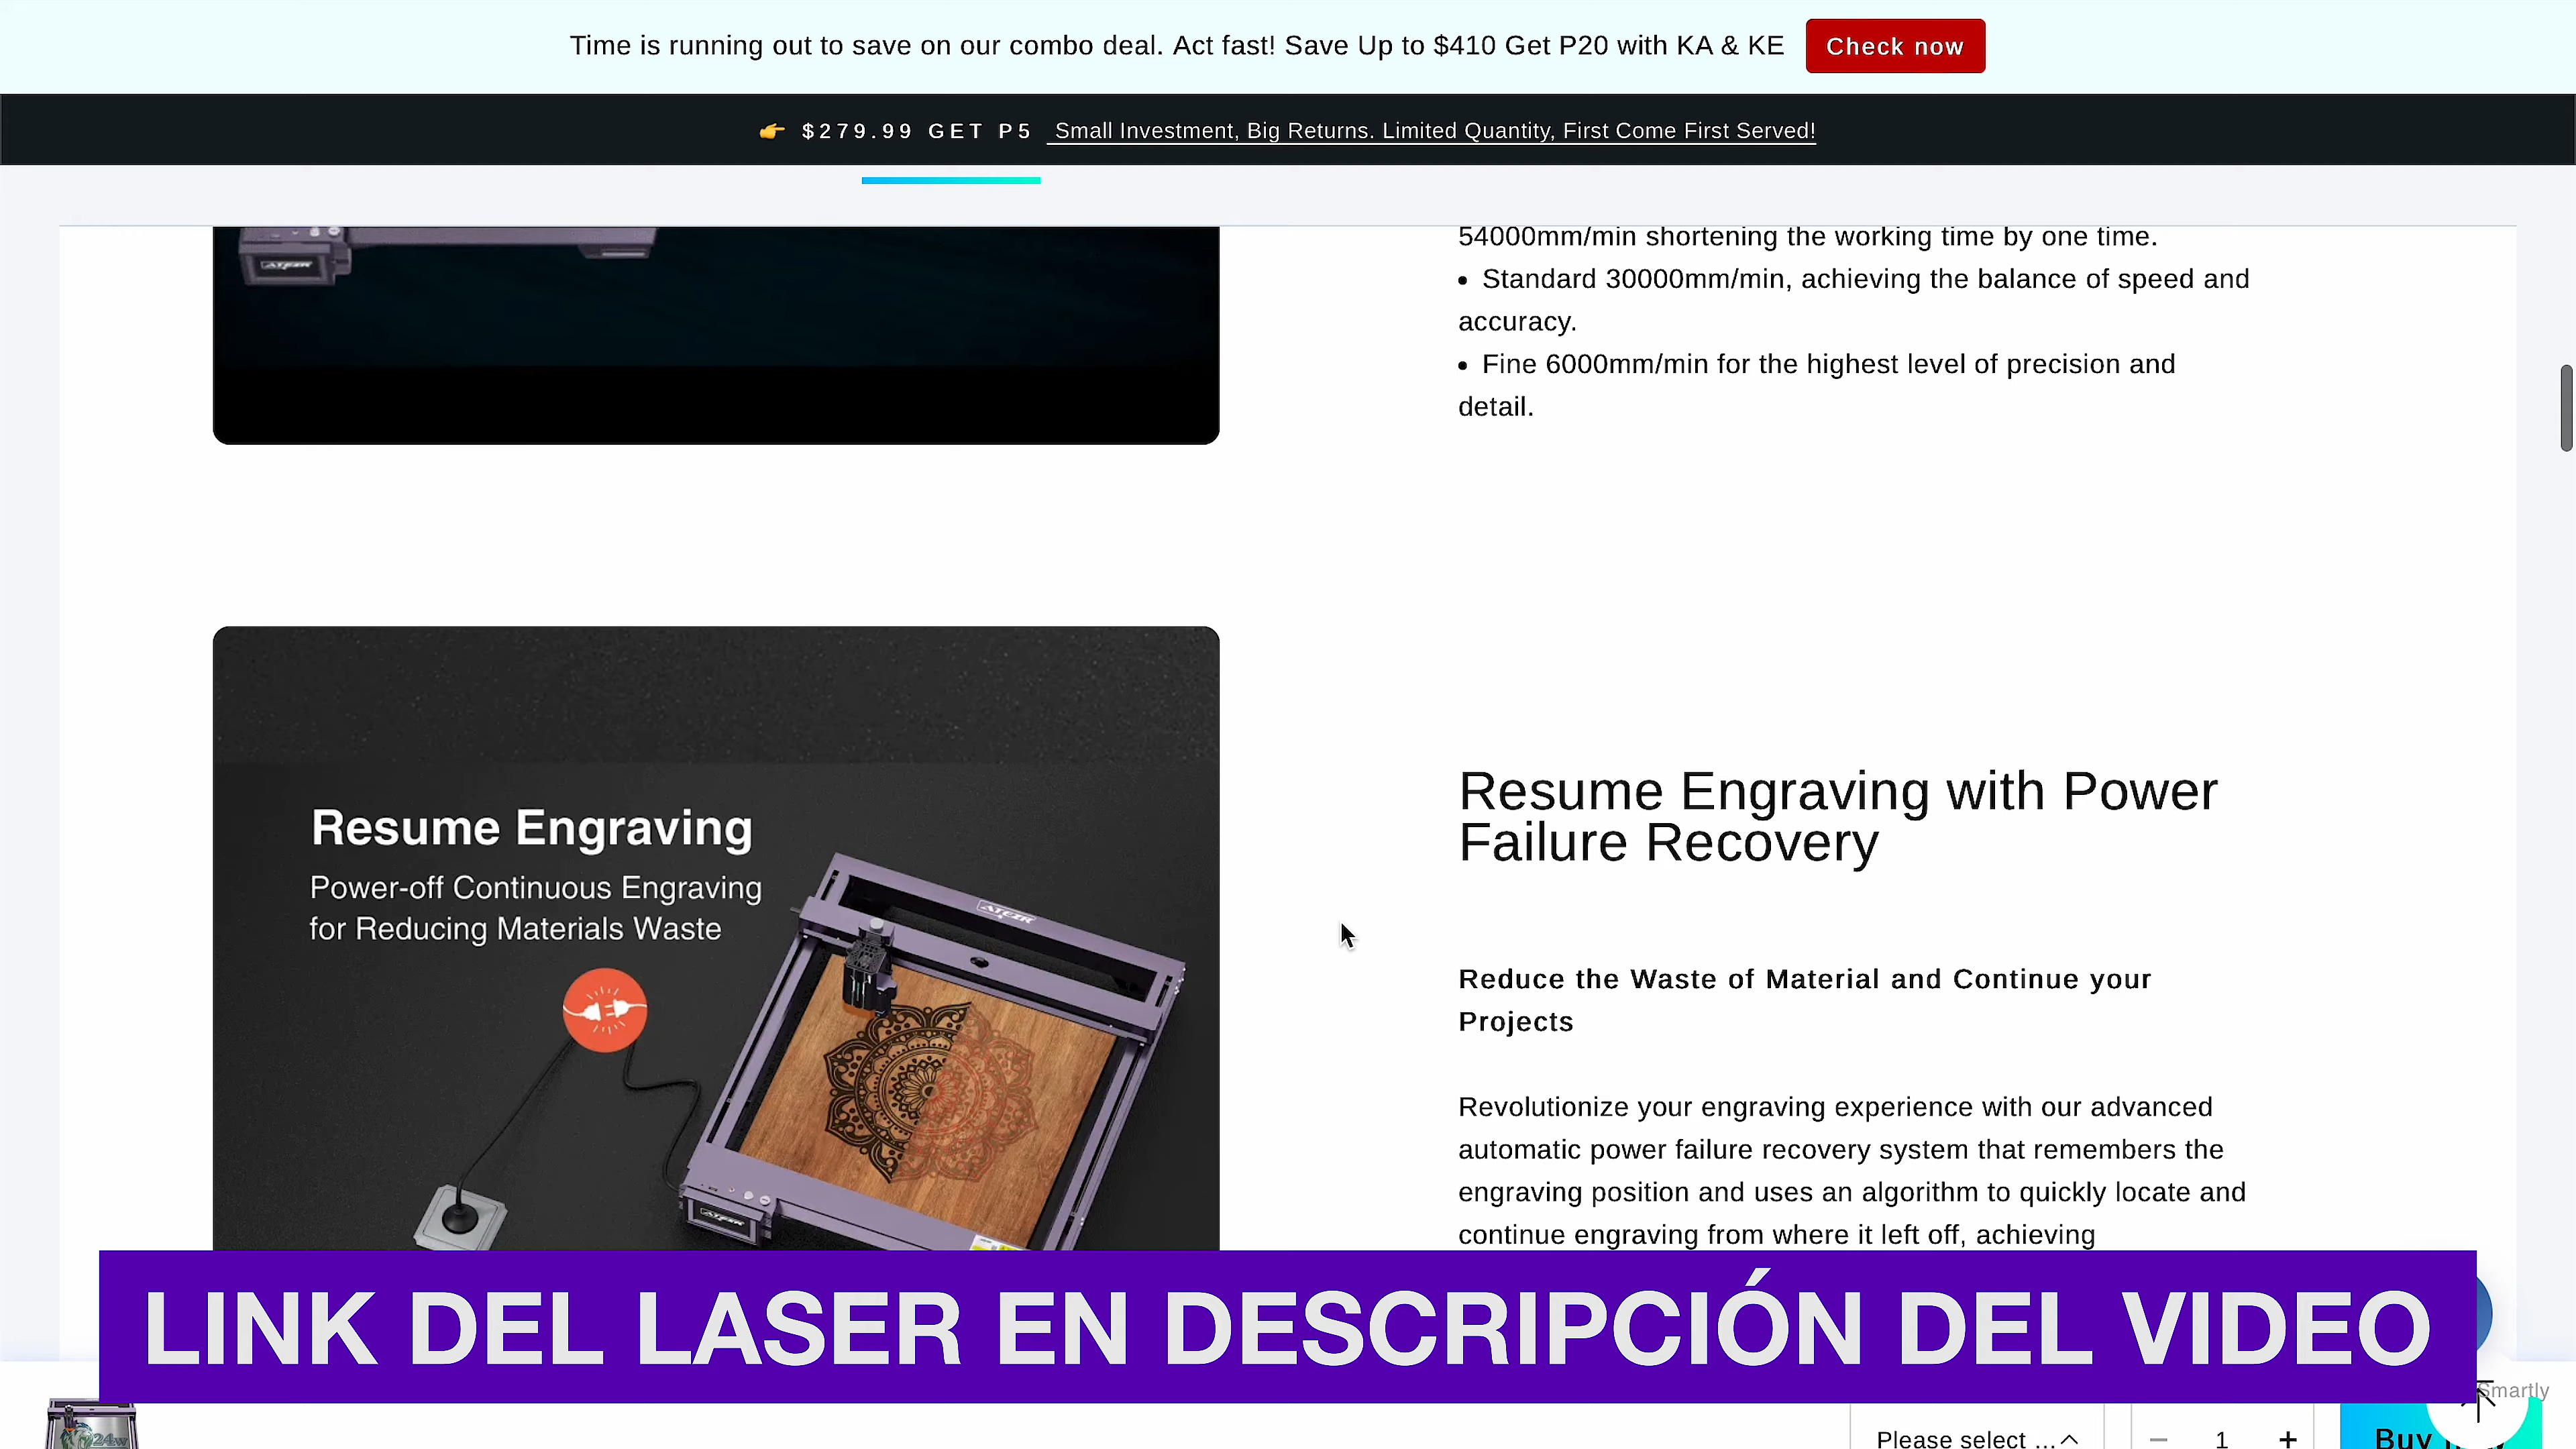 Time is running out to save on our combo deal. Act fast! Save Up to $410 Get P20 with KA & KE Check now
👉 $279.99 GET P5 Small Investment, Big Returns. Limited Quantity, First Come First Served!
54000mm/min shortening the working time by one time.
• Standard 30000mm/min, achieving the balance of speed and
accuracy.
• Fine 6000mm/min for the highest level of precision and
detail.
ATEZR
Resume Engraving
Power-off Continuous Engraving
for Reducing Materials Waste
ATEZR
ATEZR
Resume Engraving with Power
Failure Recovery
Reduce the Waste of Material and Continue your
Projects
Revolutionize your engraving experience with our advanced
automatic power failure recovery system that remembers the
engraving position and uses an algorithm to quickly locate and
continue engraving from where it left off, achieving
LINK DEL LASER EN DESCRIPCIÓN DEL VIDEO
Smartly
24w
Please select ...
− 1 +
Buy